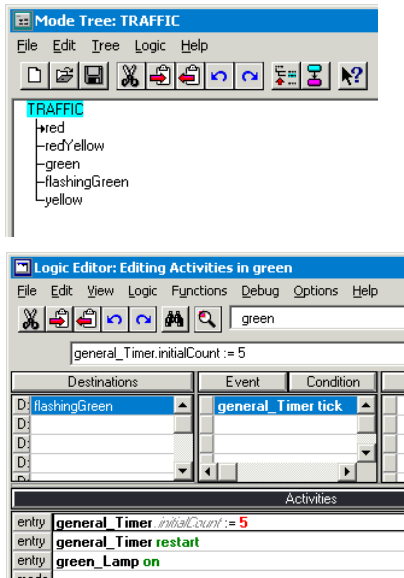 Mode Tree: TRAFFIC
File Edit Tree Logic Help
TRAFFIC
red
redYellow
green
flashingGreen
yellow
Logic Editor: Editing Activities in green
File Edit View Logic Functions Debug Options Help
green
general_Timer.initialCount := 5
Destinations Event Condition
D: flashingGreen general_Timer tick
D:
D:
D:
D:
Activities
entry general_Timer.initialCount := 5
entry general_Timer restart
entry green_Lamp on